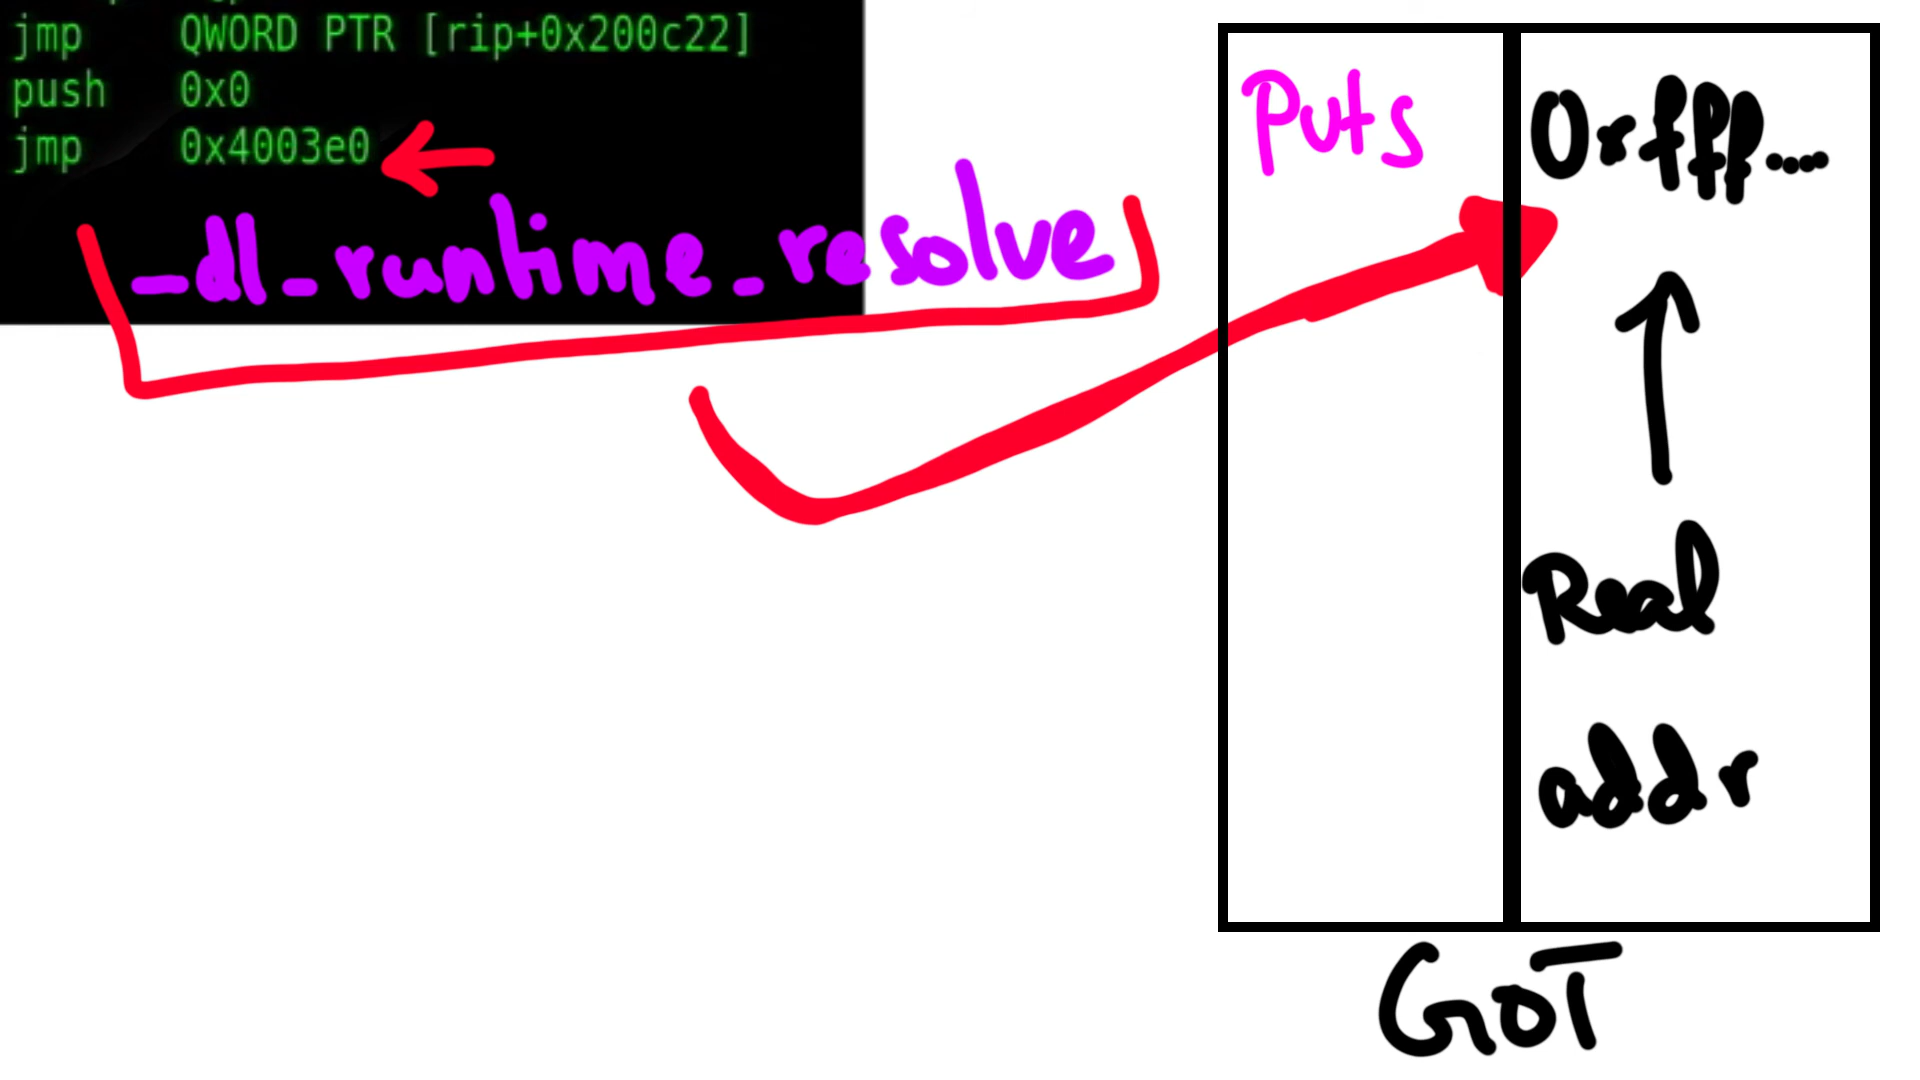 jmp QWORD PTR [rip+0x200c22]
push 0x0
jmp 0x4003e0
_dl_runtime_resolve
Puts
0xfff....
Real
addr
GOT